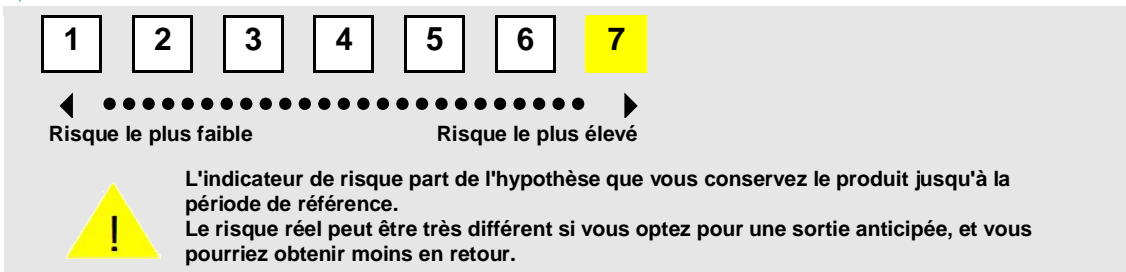 1 2 3 4 5 6 7
Risque le plus faible Risque le plus élevé
L'indicateur de risque part de l'hypothèse que vous conservez le produit jusqu'à la
période de référence.
Le risque réel peut être très différent si vous optez pour une sortie anticipée, et vous
pourriez obtenir moins en retour.
!